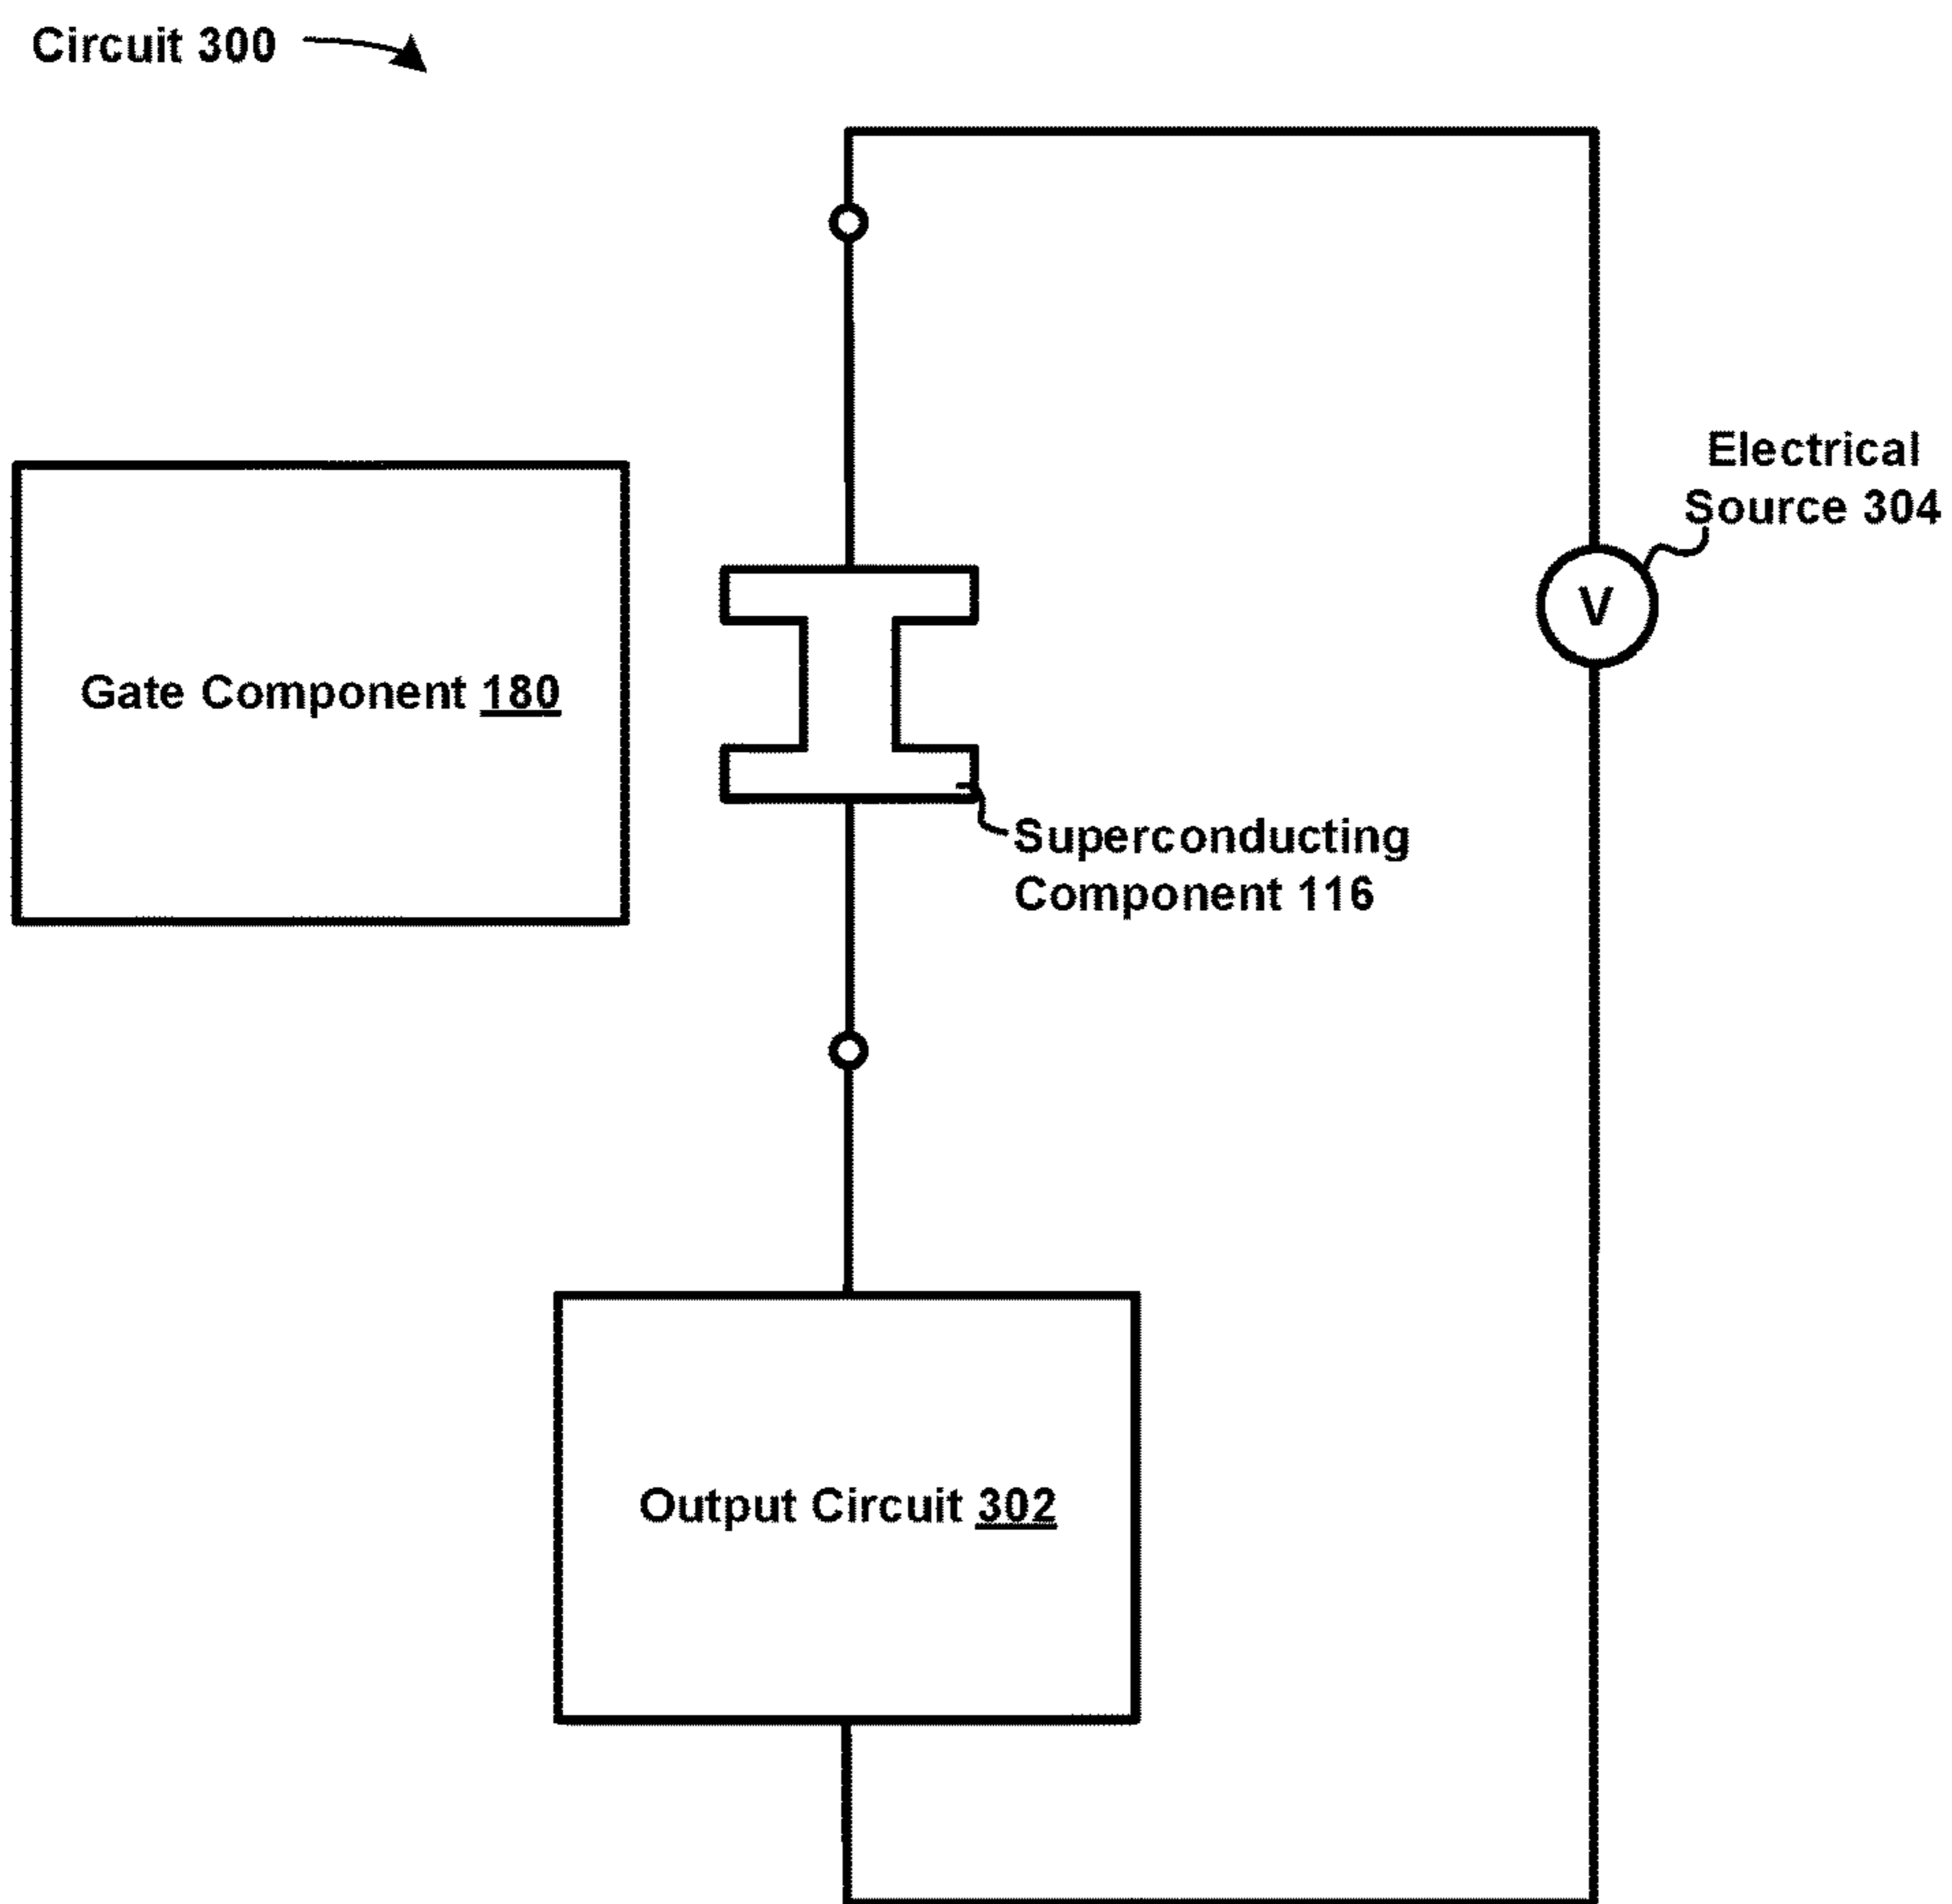 Circuit 300
Electrical
Source 304
V
Gate Component 180
Superconducting
Component 116
Output Circuit 302